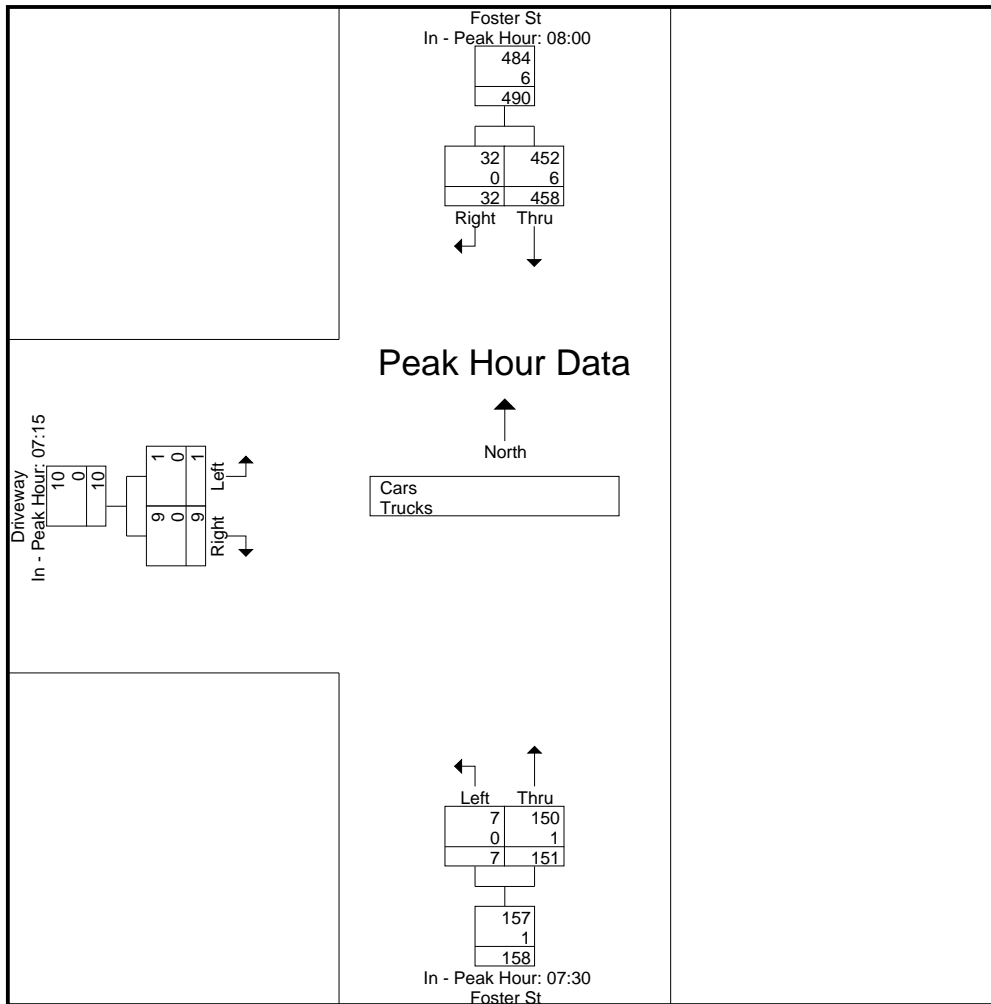 Foster St
In - Peak Hour: 08:00
484
6
490
32 452
0 6
32 458
Right Thru
Peak Hour Data
North
Cars
Trucks
Driveway
In - Peak Hour: 07:15
10
0
10
1
0
1
Left
9
0
9
Right
Left Thru
7 150
0 1
7 151
157
1
158
In - Peak Hour: 07:30
Foster St